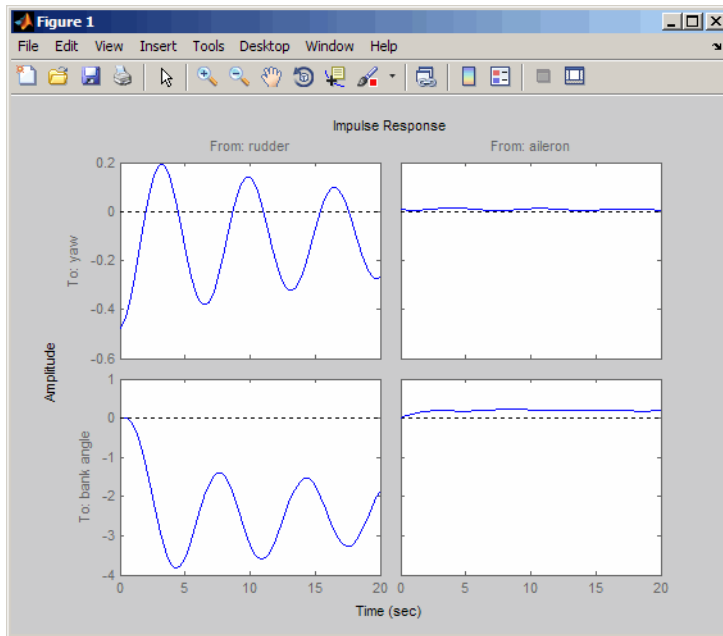 Figure 1
File Edit View Insert Tools Desktop Window Help
Impulse Response
From: rudder
From: aileron
To: yaw
0.2
0
-0.2
-0.4
-0.6
Amplitude
To: bank angle
1
0
-1
-2
-3
-4
0 5 10 15 20
0 5 10 15 20
Time (sec)